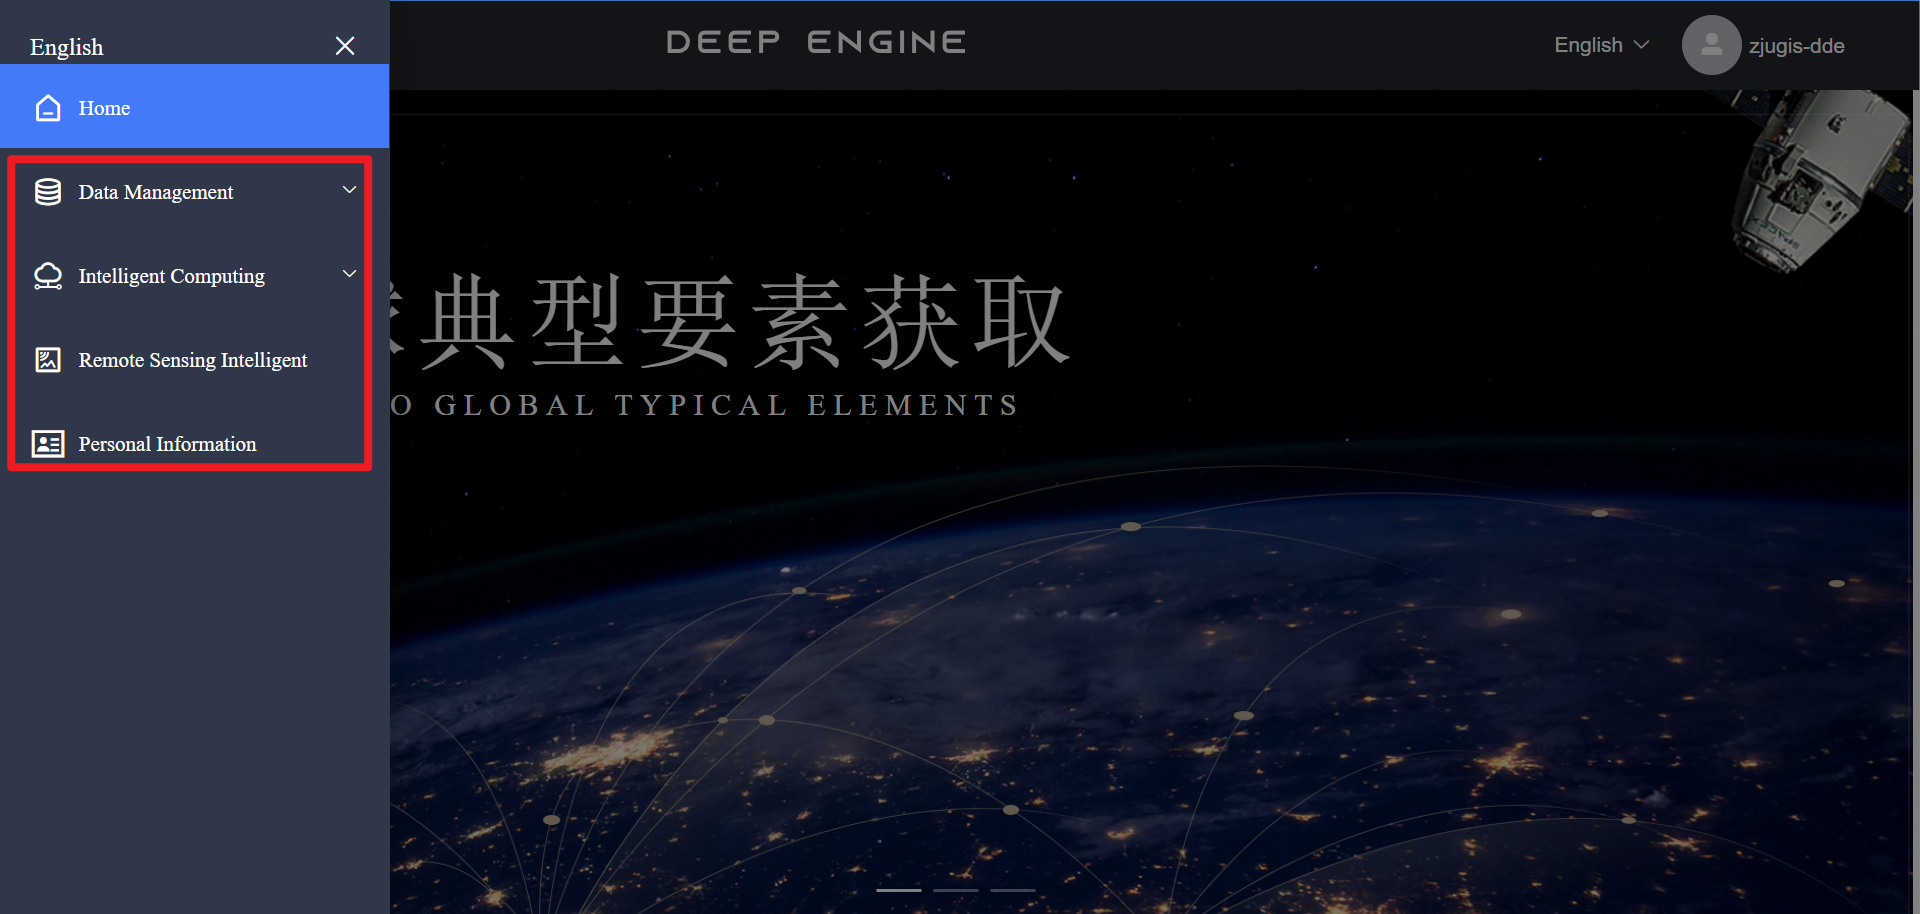 English
DEEP ENGINE
English
zjugis-dde
Home
Data Management
Intelligent Computing
Remote Sensing Intelligent
Personal Information
典型要素获取
O GLOBAL TYPICAL ELEMENTS